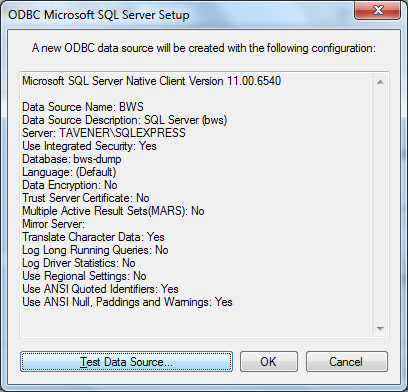 ODBC Microsoft SQL Server Setup
A new ODBC data source will be created with the following configuration:
Microsoft SQL Server Native Client Version 11.00.6540
Data Source Name: BWS
Data Source Description: SQL Server (bws)
Server: TAVENER\SQLEXPRESS
Use Integrated Security: Yes
Database: bws-dump
Language: (Default)
Data Encryption: No
Trust Server Certificate: No
Multiple Active Result Sets(MARS): No
Mirror Server:
Translate Character Data: Yes
Log Long Running Queries: No
Log Driver Statistics: No
Use Regional Settings: No
Use ANSI Quoted Identifiers: Yes
Use ANSI Null, Paddings and Warnings: Yes
Test Data Source... OK Cancel